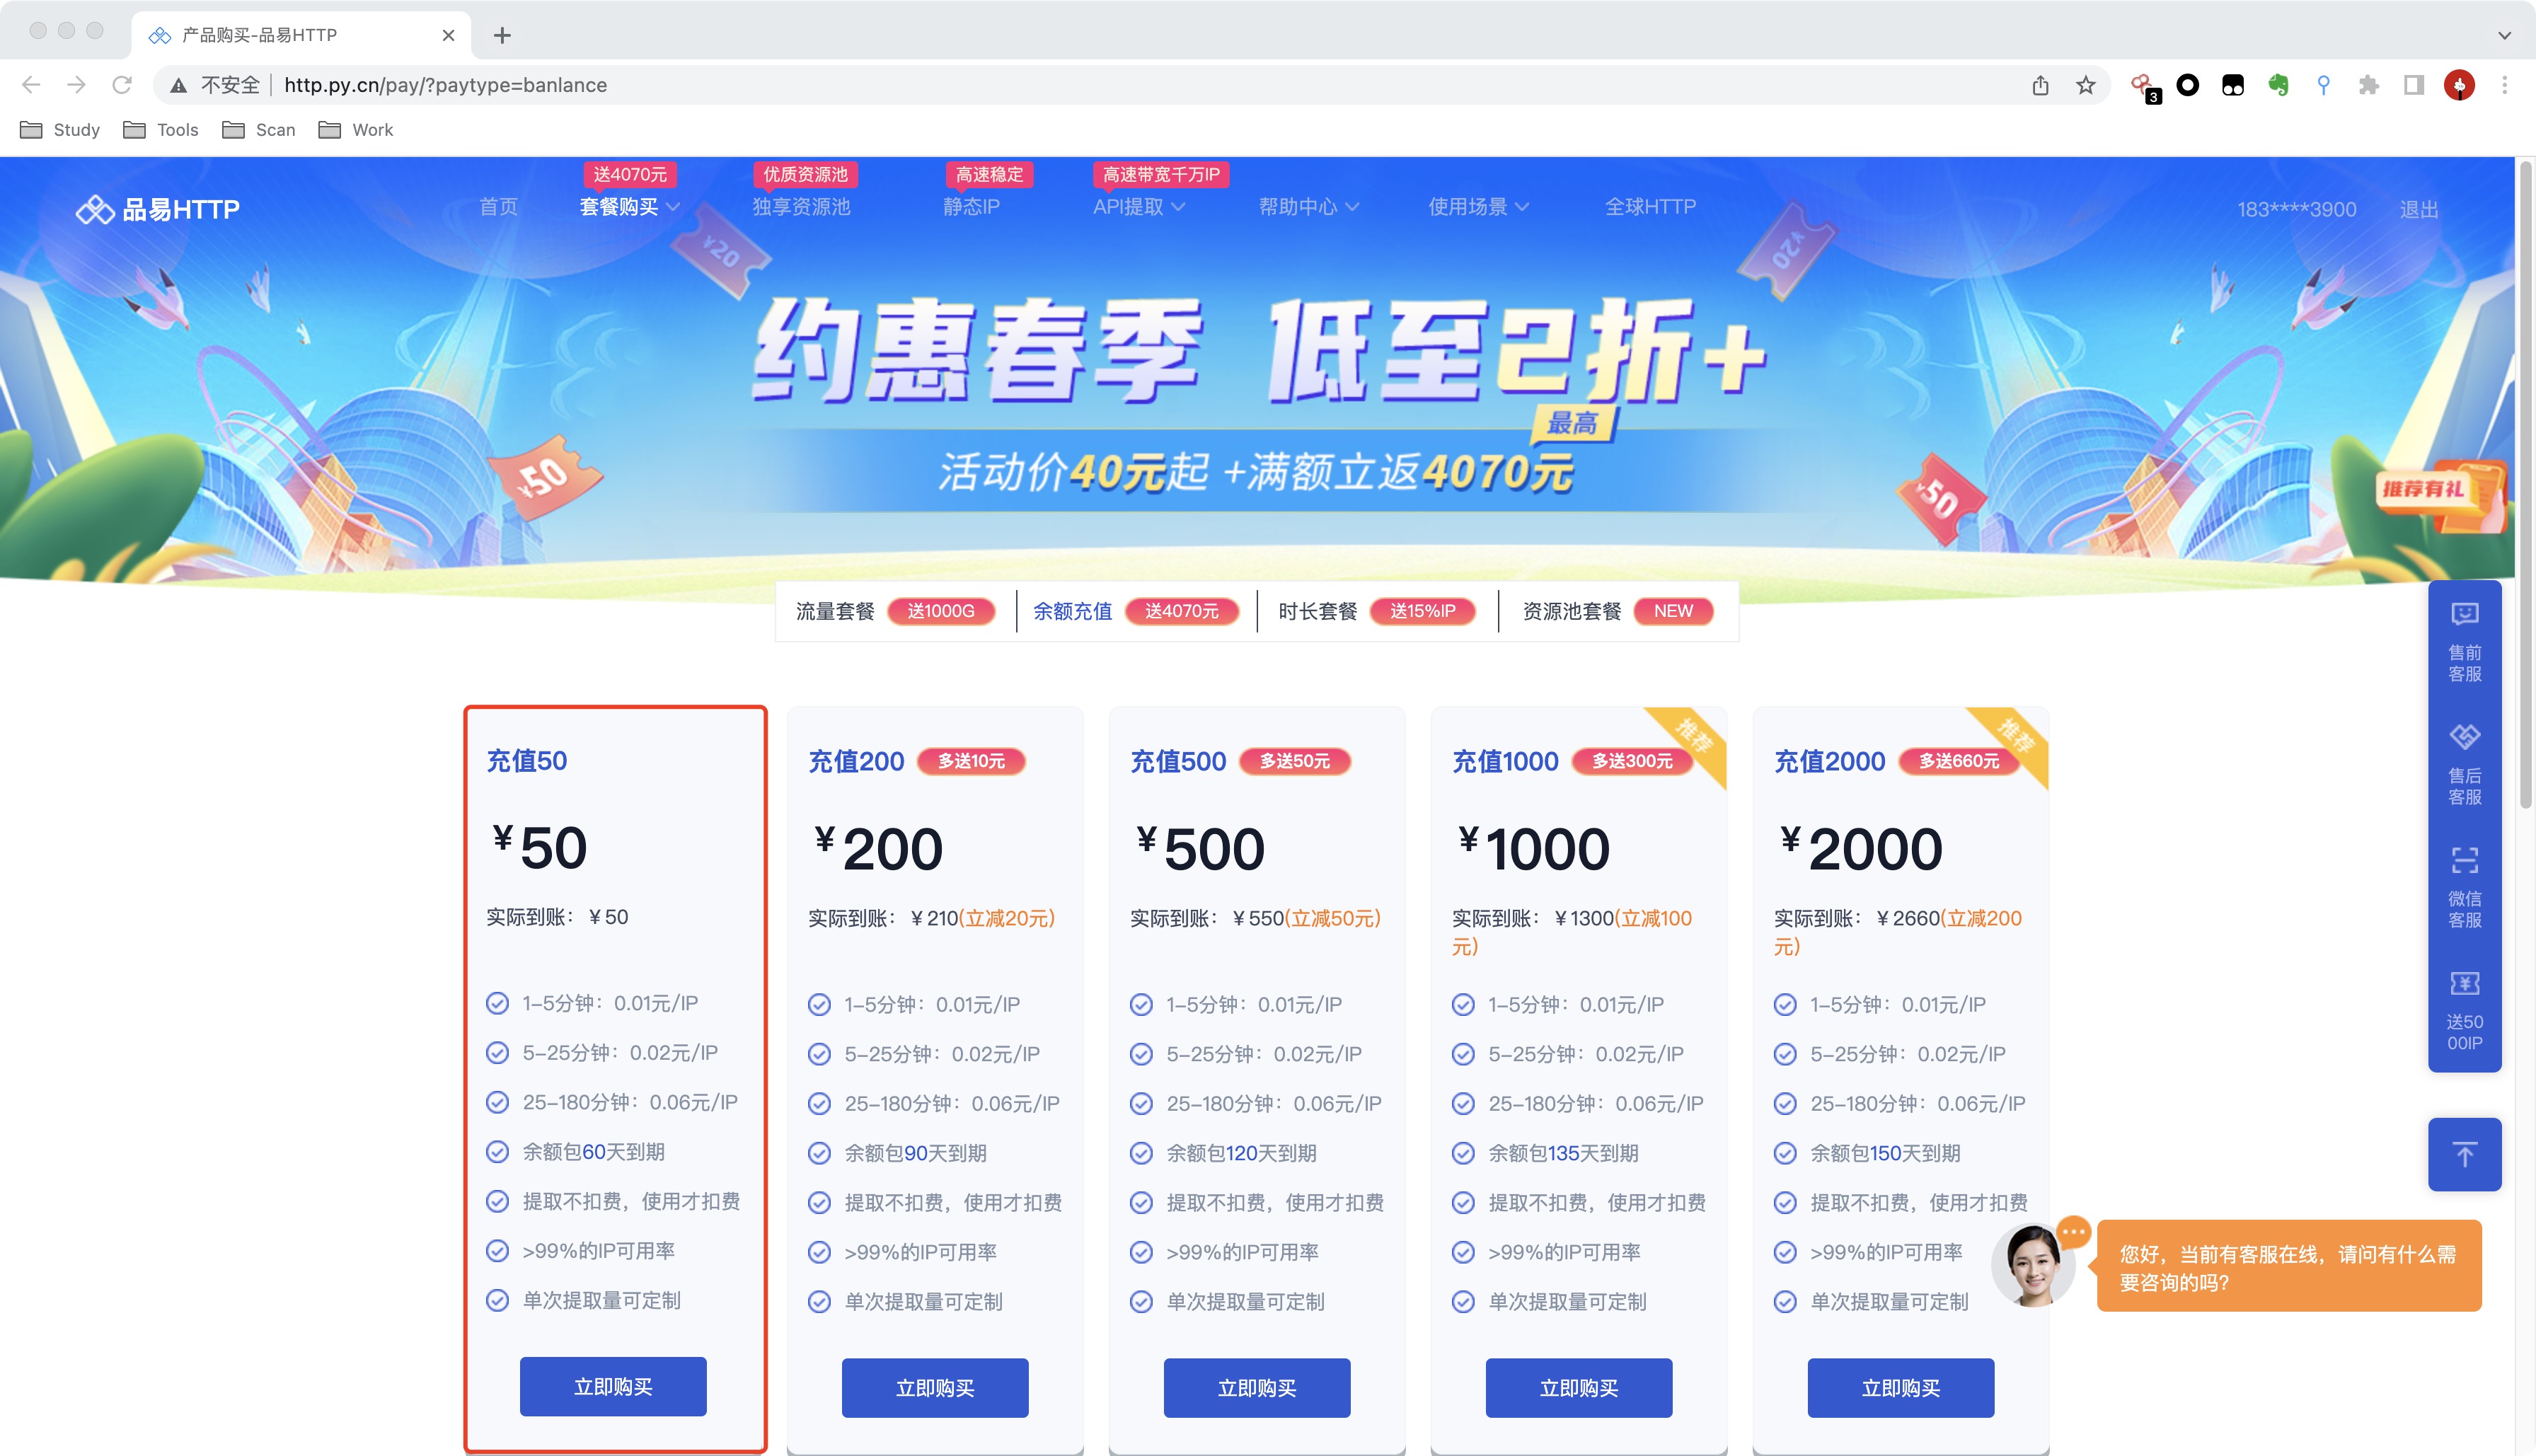 产品购买-品易HTTP
不安全 http.py.cn/pay/?paytype=banlance
3
Study Tools Scan Work
送4070元 优质资源池 高速稳定 高速带宽千万IP
品易HTTP 首页 套餐购买 独享资源池 静态IP API提取 帮助中心 使用场景 全球HTTP 183****3900 退出
¥20 ¥20
约惠春季 低至2折+
最高
活动价40元起 +满额立返4070元
¥50 ¥50 推荐有礼
流量套餐 送1000G 余额充值 送4070元 时长套餐 送15%IP 资源池套餐 NEW
充值50
¥50
实际到账：¥50
1-5分钟：0.01元/IP
5-25分钟：0.02元/IP
25-180分钟：0.06元/IP
余额包60天到期
提取不扣费，使用才扣费
>99%的IP可用率
单次提取量可定制
立即购买
充值200 多送10元
¥200
实际到账：¥210(立减20元)
1-5分钟：0.01元/IP
5-25分钟：0.02元/IP
25-180分钟：0.06元/IP
余额包90天到期
提取不扣费，使用才扣费
>99%的IP可用率
单次提取量可定制
立即购买
充值500 多送50元
¥500
实际到账：¥550(立减50元)
1-5分钟：0.01元/IP
5-25分钟：0.02元/IP
25-180分钟：0.06元/IP
余额包120天到期
提取不扣费，使用才扣费
>99%的IP可用率
单次提取量可定制
立即购买
充值1000 多送300元 推荐
¥1000
实际到账：¥1300(立减100
元)
1-5分钟：0.01元/IP
5-25分钟：0.02元/IP
25-180分钟：0.06元/IP
余额包135天到期
提取不扣费，使用才扣费
>99%的IP可用率
单次提取量可定制
立即购买
充值2000 多送660元 推荐
¥2000
实际到账：¥2660(立减200
元)
1-5分钟：0.01元/IP
5-25分钟：0.02元/IP
25-180分钟：0.06元/IP
余额包150天到期
提取不扣费，使用才扣费
>99%的IP可用率
单次提取量可定制
立即购买
售前
客服
售后
客服
微信
客服
送50
00IP
您好，当前有客服在线，请问有什么需
要咨询的吗?